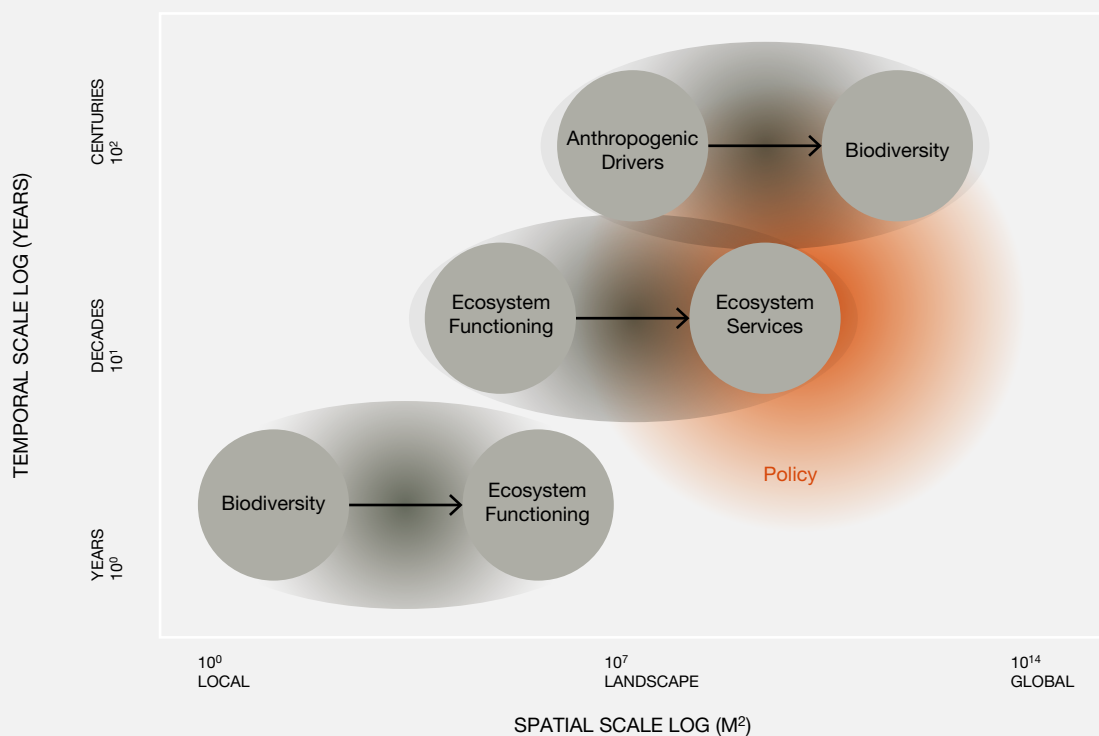 TEMPORAL SCALE LOG (YEARS)
CENTURIES
10²
DECADES
10¹
YEARS
10⁰
Anthropogenic
Drivers
Biodiversity
Ecosystem
Functioning
Ecosystem
Services
Policy
Biodiversity
Ecosystem
Functioning
10⁰
LOCAL
10⁷
LANDSCAPE
10¹⁴
GLOBAL
SPATIAL SCALE LOG (M²)